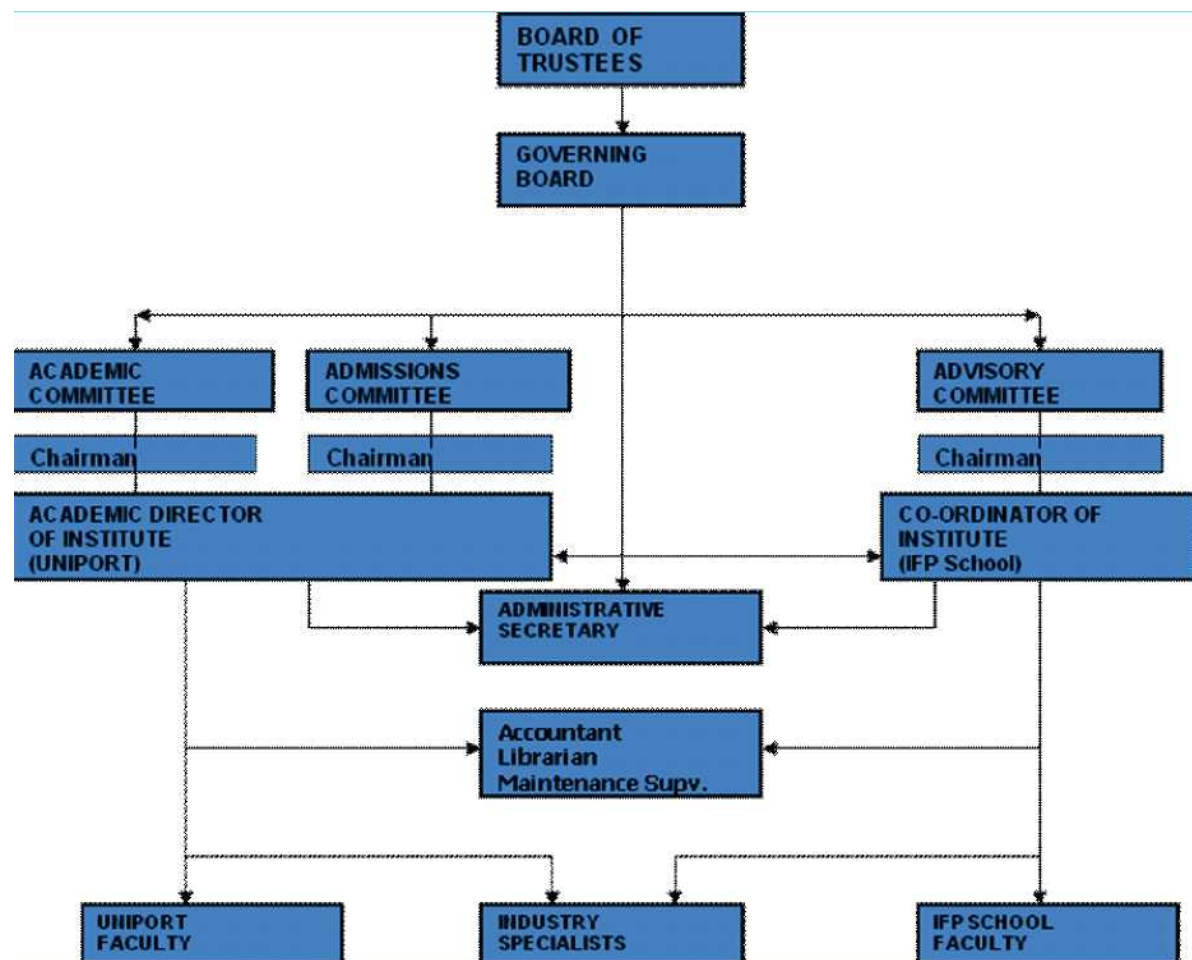 BOARD OF
TRUSTEES
GOVERNING
BOARD
ACADEMIC
COMMITTEE
ADMISSIONS
COMMITTEE
ADVISORY
COMMITTEE
Chairman
Chairman
Chairman
ACADEMIC DIRECTOR
OF INSTITUTE
(UNIPORT)
CO-ORDINATOR OF
INSTITUTE
(IFP School)
ADMINISTRATIVE
SECRETARY
Accountant
Librarian
Maintenance Supv.
UNIPORT
FACULTY
INDUSTRY
SPECIALISTS
IFP SCHOOL
FACULTY